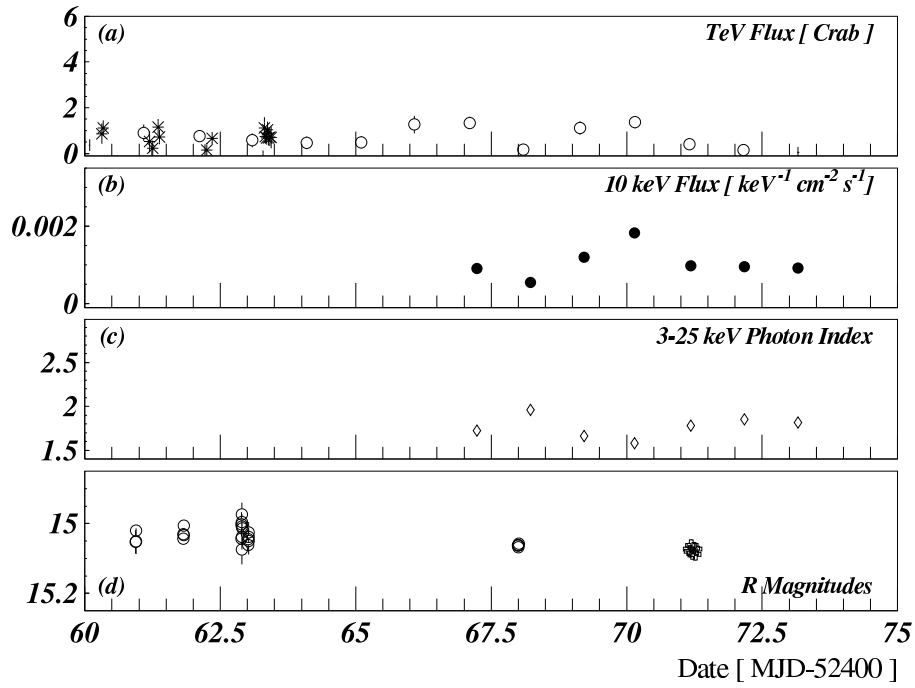 6
(a)
TeV Flux [ Crab ]
4
2
0
(b)
10 keV Flux [ keV⁻¹ cm⁻² s⁻¹]
0.002
0
(c)
3-25 keV Photon Index
2.5
2
1.5
15
15.2
(d)
R Magnitudes
60 62.5 65 67.5 70 72.5 75
Date [ MJD-52400 ]